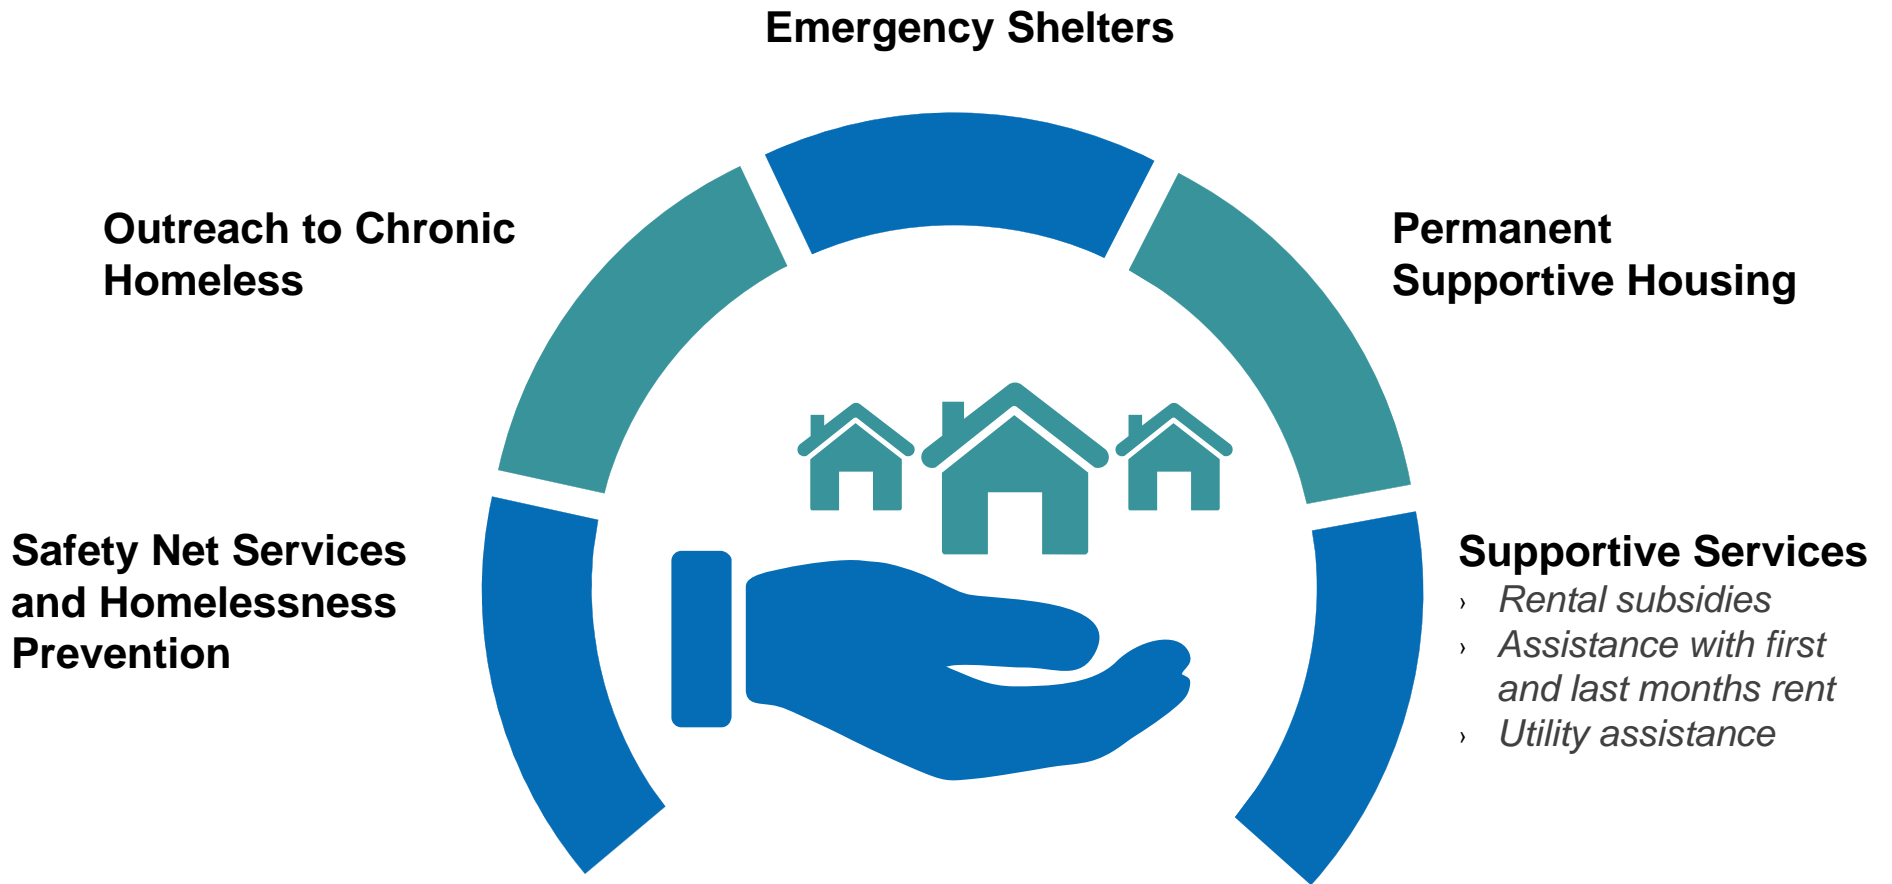 Emergency Shelters
Outreach to Chronic
Homeless
Permanent
Supportive Housing
Safety Net Services
and Homelessness
Prevention
Supportive Services
› Rental subsidies
› Assistance with first
and last months rent
› Utility assistance